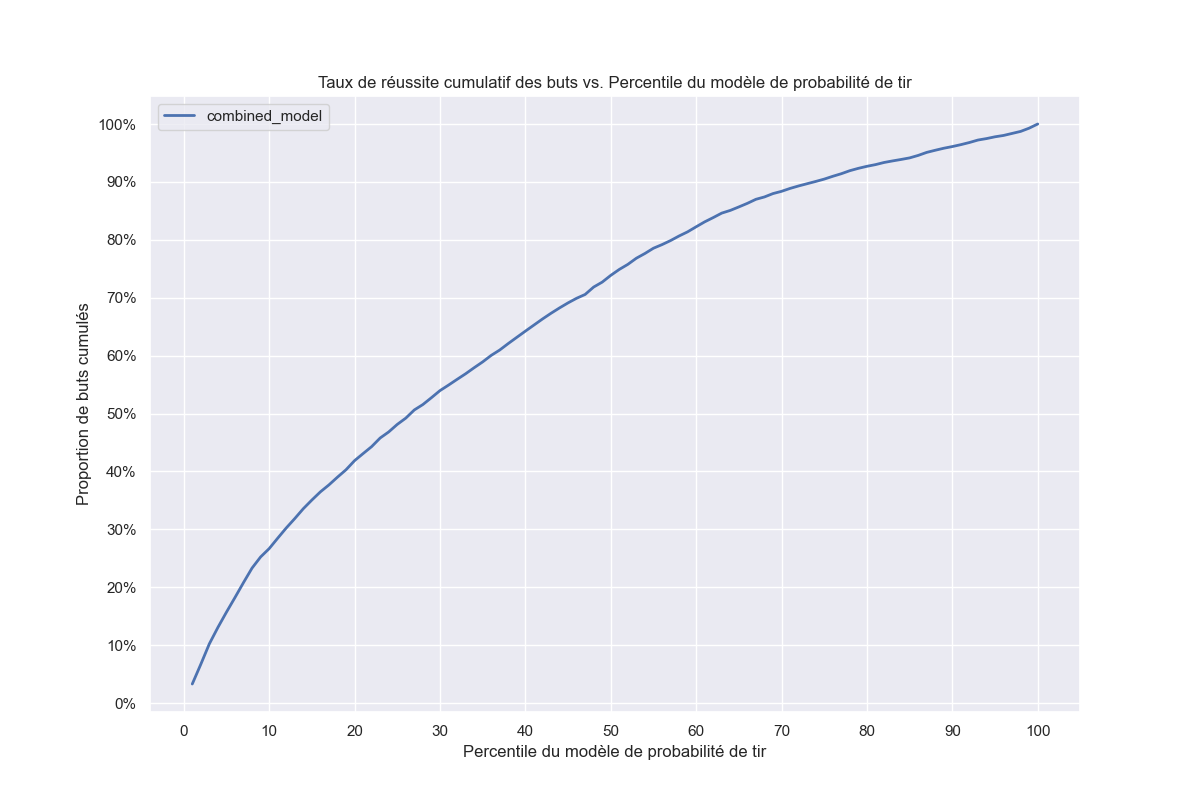 Taux de réussite cumulatif des buts vs. Percentile du modèle de probabilité de tir
combined_model
100%
90%
80%
70%
60%
50%
40%
30%
20%
10%
0%
Proportion de buts cumulés
0 10 20 30 40 50 60 70 80 90 100
Percentile du modèle de probabilité de tir